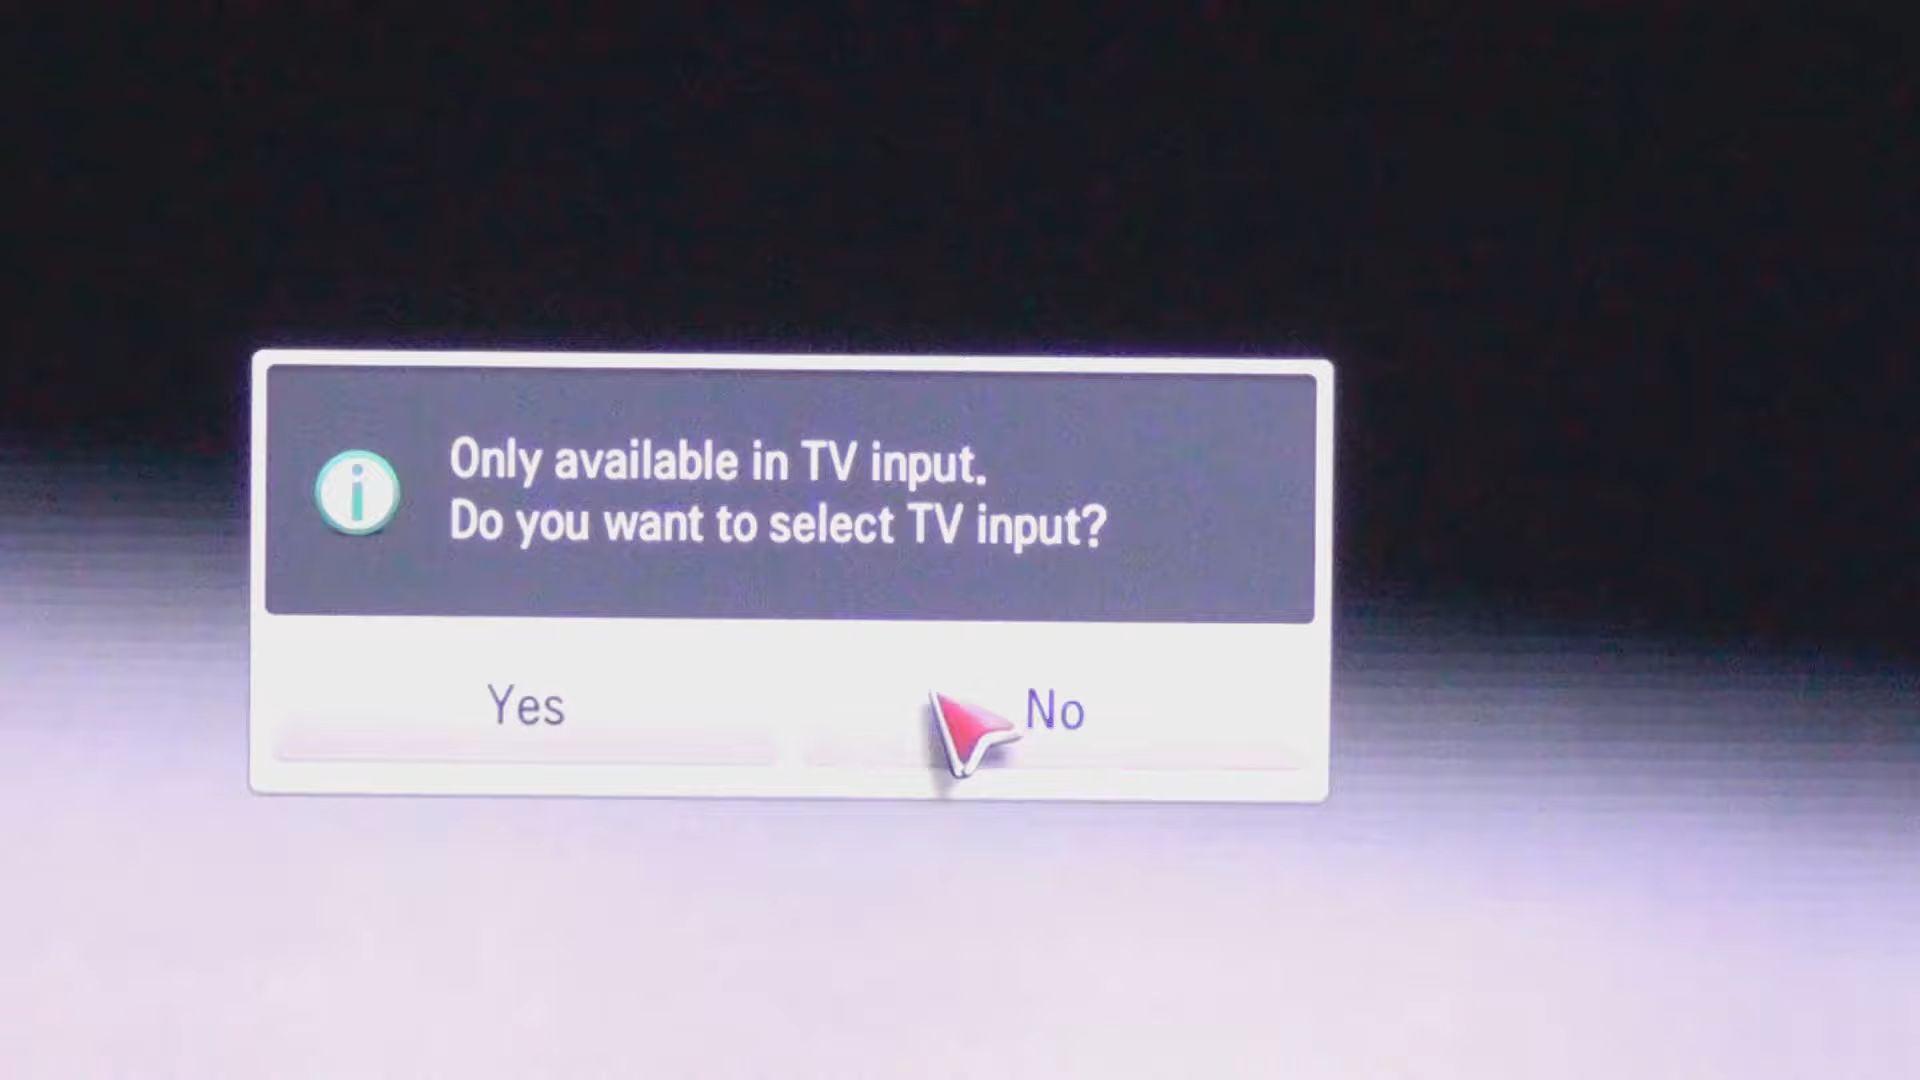 Only available in TV input.
Do you want to select TV input?
Yes
No